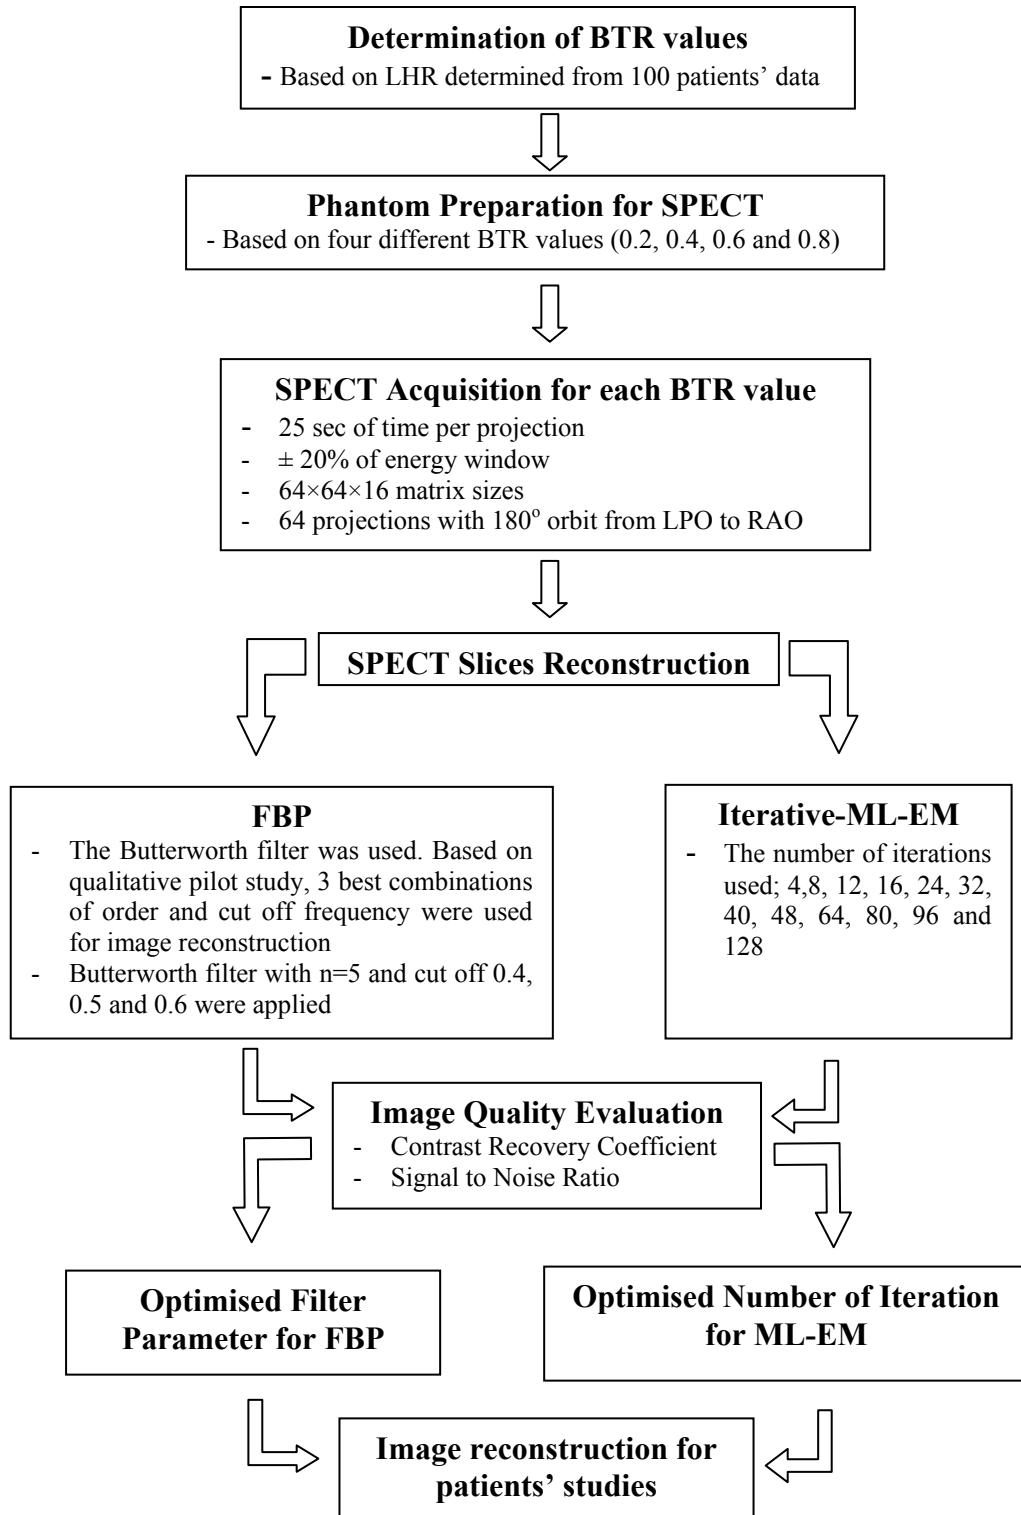 Determination of BTR values
- Based on LHR determined from 100 patients’ data
Phantom Preparation for SPECT
- Based on four different BTR values (0.2, 0.4, 0.6 and 0.8)
SPECT Acquisition for each BTR value
- 25 sec of time per projection
- ± 20% of energy window
- 64×64×16 matrix sizes
- 64 projections with 180° orbit from LPO to RAO
SPECT Slices Reconstruction
FBP
- The Butterworth filter was used. Based on
qualitative pilot study, 3 best combinations
of order and cut off frequency were used
for image reconstruction
- Butterworth filter with n=5 and cut off 0.4,
0.5 and 0.6 were applied
Iterative-ML-EM
- The number of iterations
used; 4,8, 12, 16, 24, 32,
40, 48, 64, 80, 96 and
128
Image Quality Evaluation
- Contrast Recovery Coefficient
- Signal to Noise Ratio
Optimised Filter
Parameter for FBP
Optimised Number of Iteration
for ML-EM
Image reconstruction for
patients’ studies